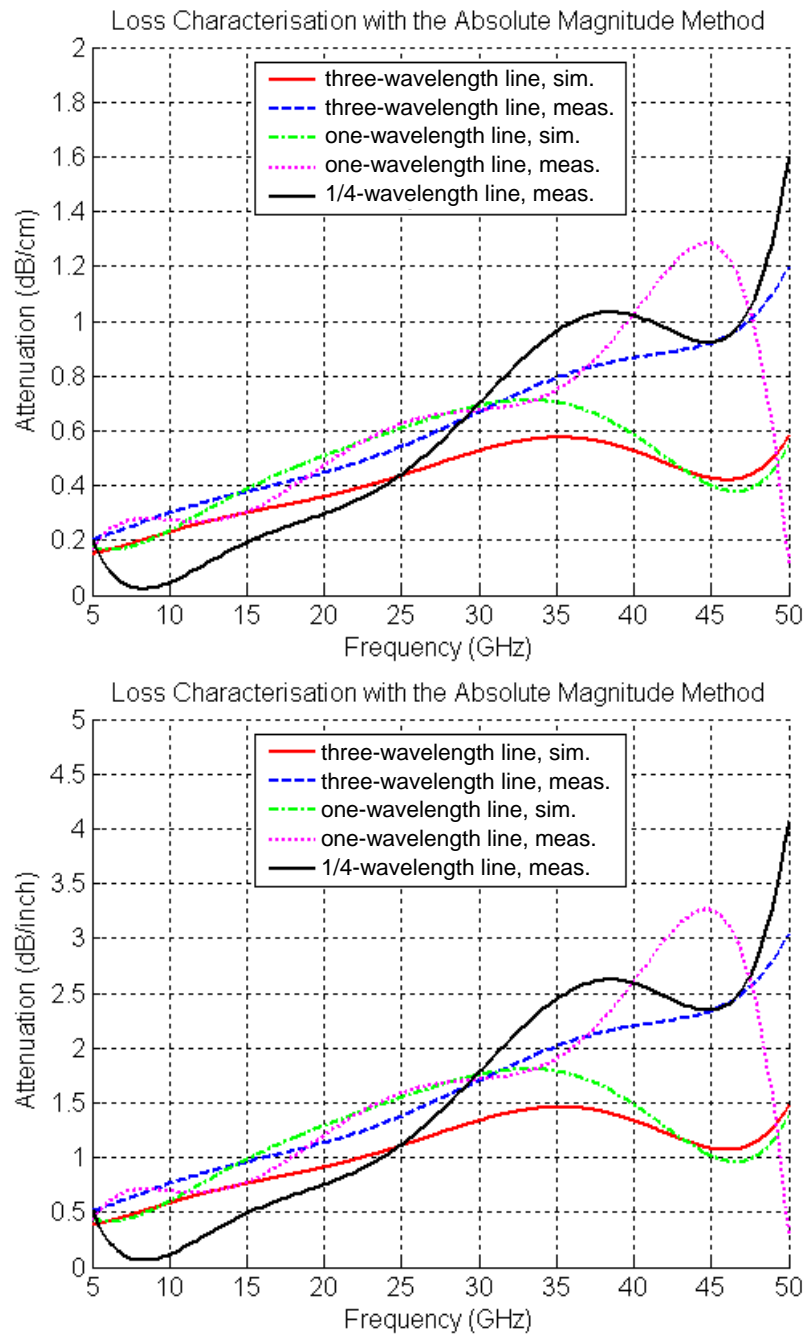 Loss Characterisation with the Absolute Magnitude Method
2
1.8
1.6
1.4
1.2
1
0.8
0.6
0.4
0.2
0
Attenuation (dB/cm)
three-wavelength line, sim.
three-wavelength line, meas.
one-wavelength line, sim.
one-wavelength line, meas.
1/4-wavelength line, meas.
5 10 15 20 25 30 35 40 45 50
Frequency (GHz)
Loss Characterisation with the Absolute Magnitude Method
5
4.5
4
3.5
3
2.5
2
1.5
1
0.5
0
Attenuation (dB/inch)
three-wavelength line, sim.
three-wavelength line, meas.
one-wavelength line, sim.
one-wavelength line, meas.
1/4-wavelength line, meas.
5 10 15 20 25 30 35 40 45 50
Frequency (GHz)